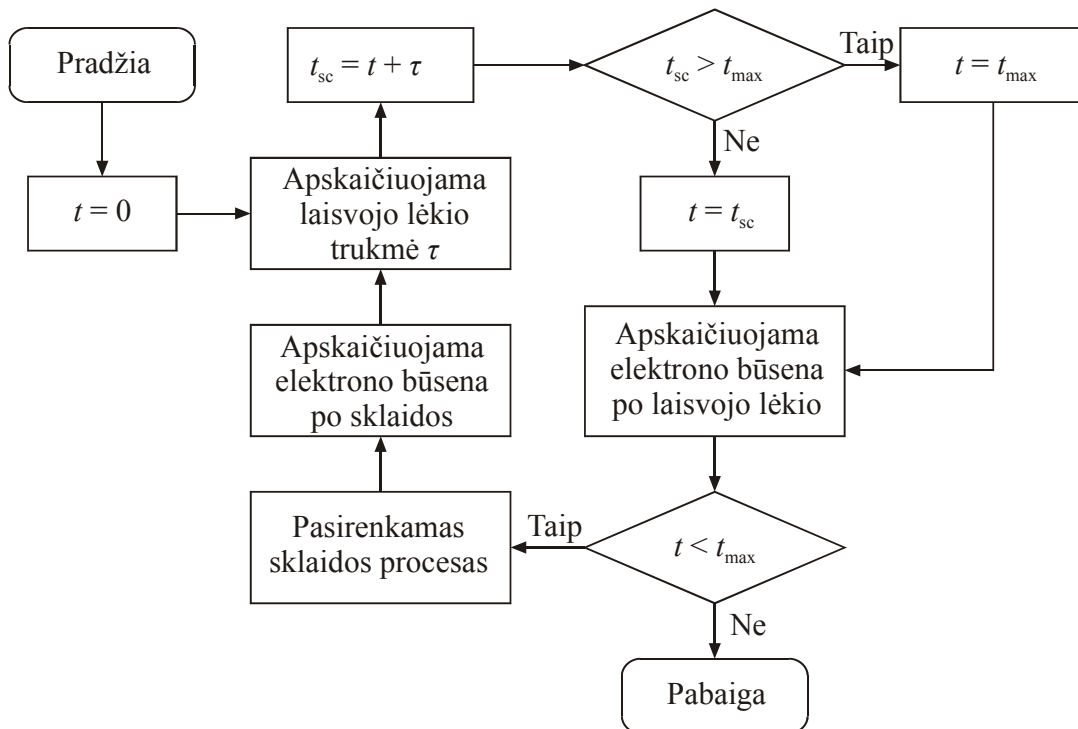 Pradžia
t = 0
Apskaičiuojama
laisvojo lėkio
trukmė τ
t_sc = t + τ
t_sc > t_max
Taip
t = t_max
Ne
t = t_sc
Apskaičiuojama
elektrono būsena
po laisvojo lėkio
t < t_max
Taip
Pasirenkamas
sklaidos procesas
Apskaičiuojama
elektrono būsena
po sklaidos
Ne
Pabaiga